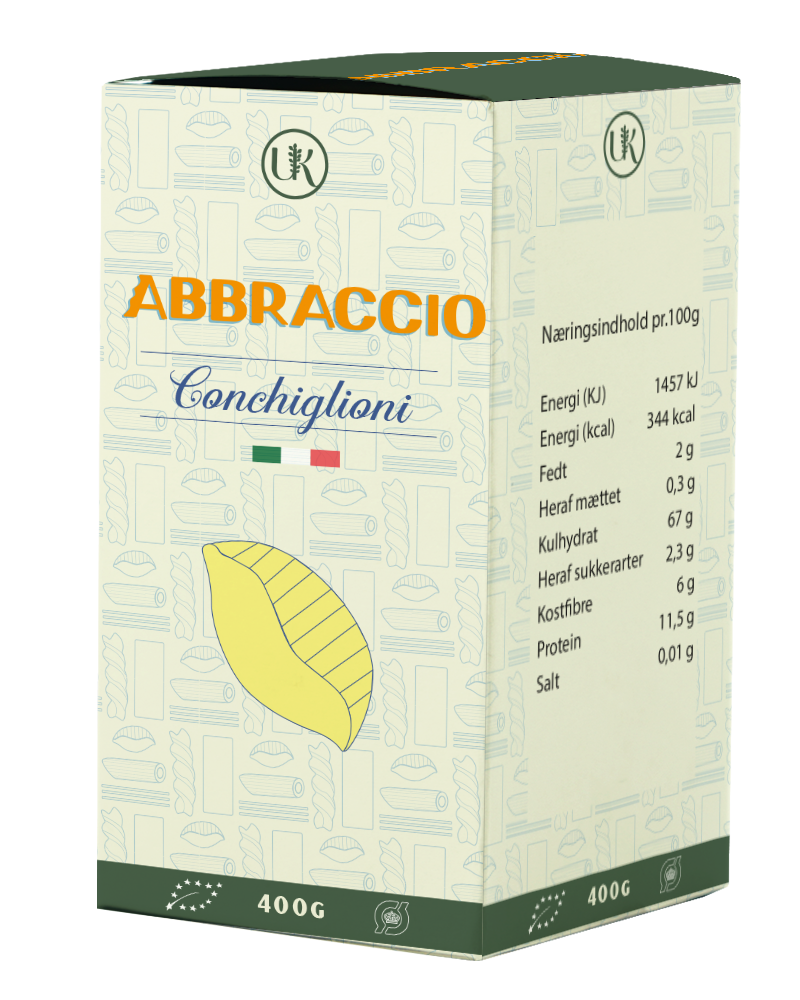 UK
ABBRACCIO
Conchiglioni
400G
UK
Næringsindhold pr.100g
Energi (KJ) 1457 kJ
Energi (kcal) 344 kcal
Fedt 2 g
Heraf mættet 0,3 g
Kulhydrat 67 g
Heraf sukkerarter 2,3 g
Kostfibre 6 g
Protein 11,5 g
Salt 0,01 g
400G